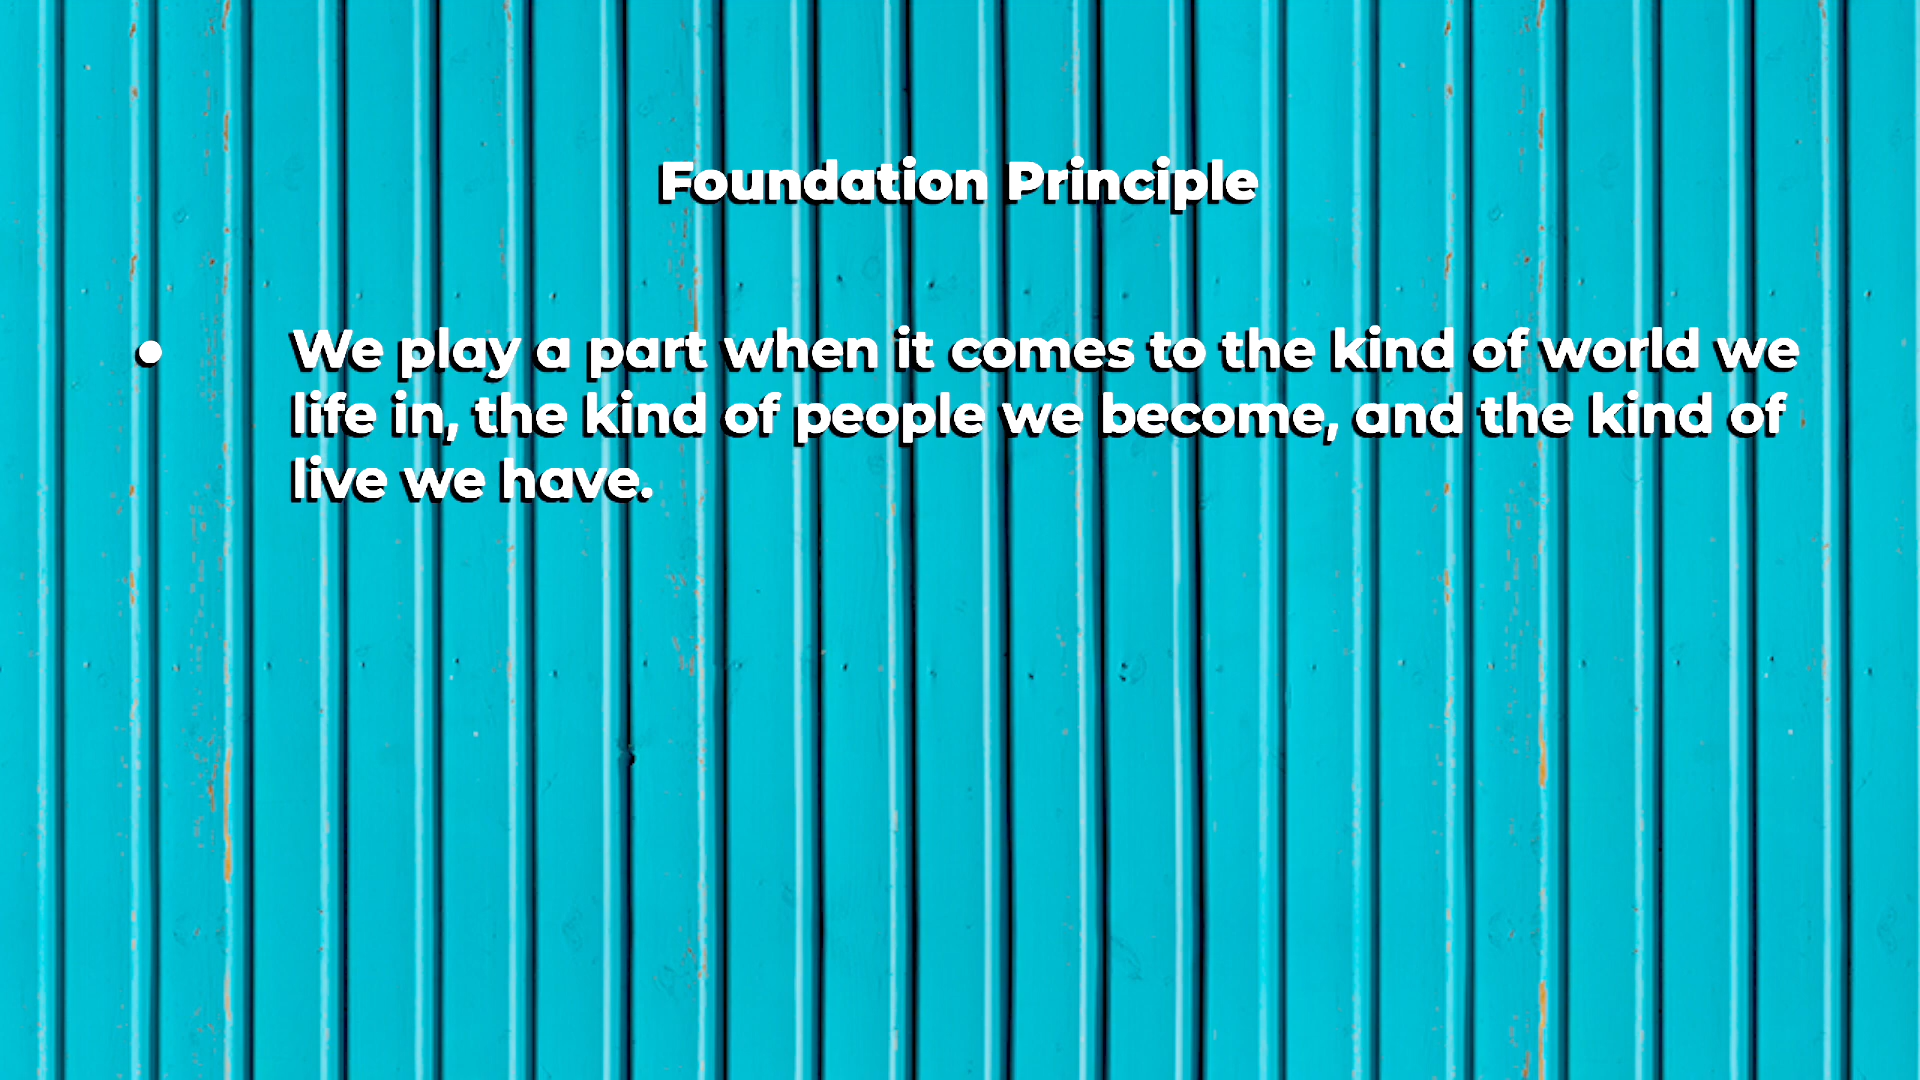 Foundation Principle
• We play a part when it comes to the kind of world we
life in, the kind of people we become, and the kind of
live we have.